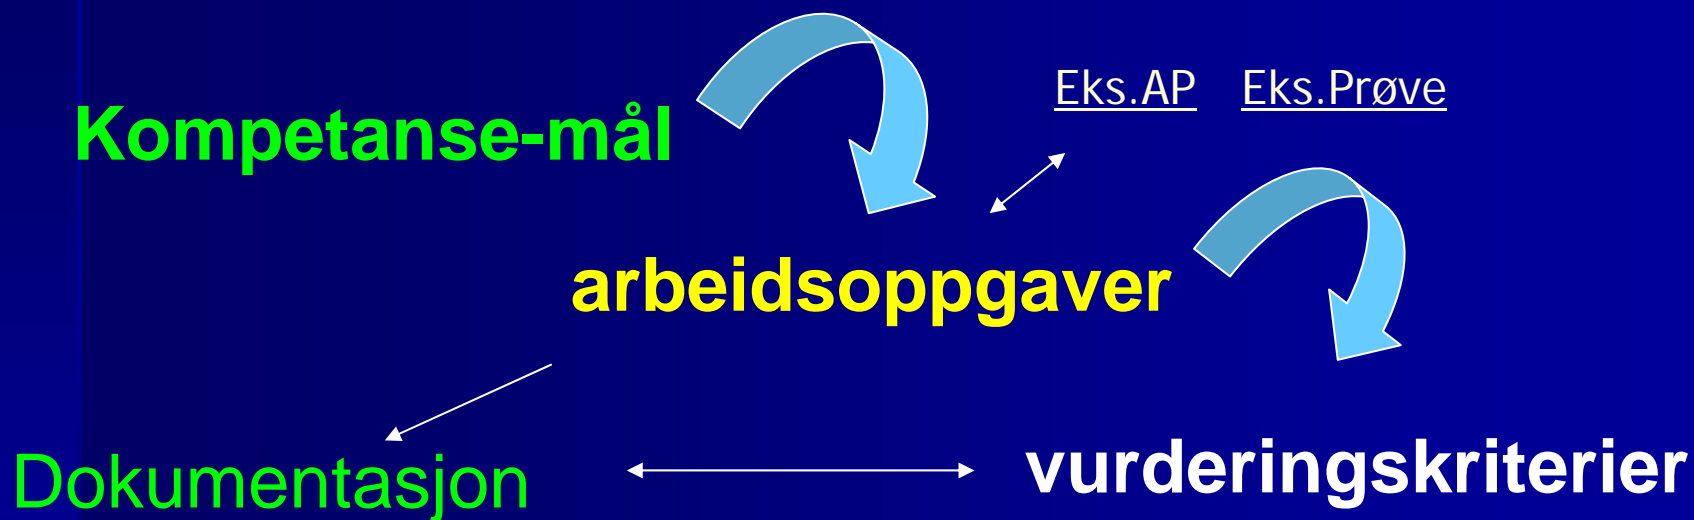 Eks.AP Eks.Prøve
Kompetanse-mål
arbeidsoppgaver
Dokumentasjon
vurderingskriterier